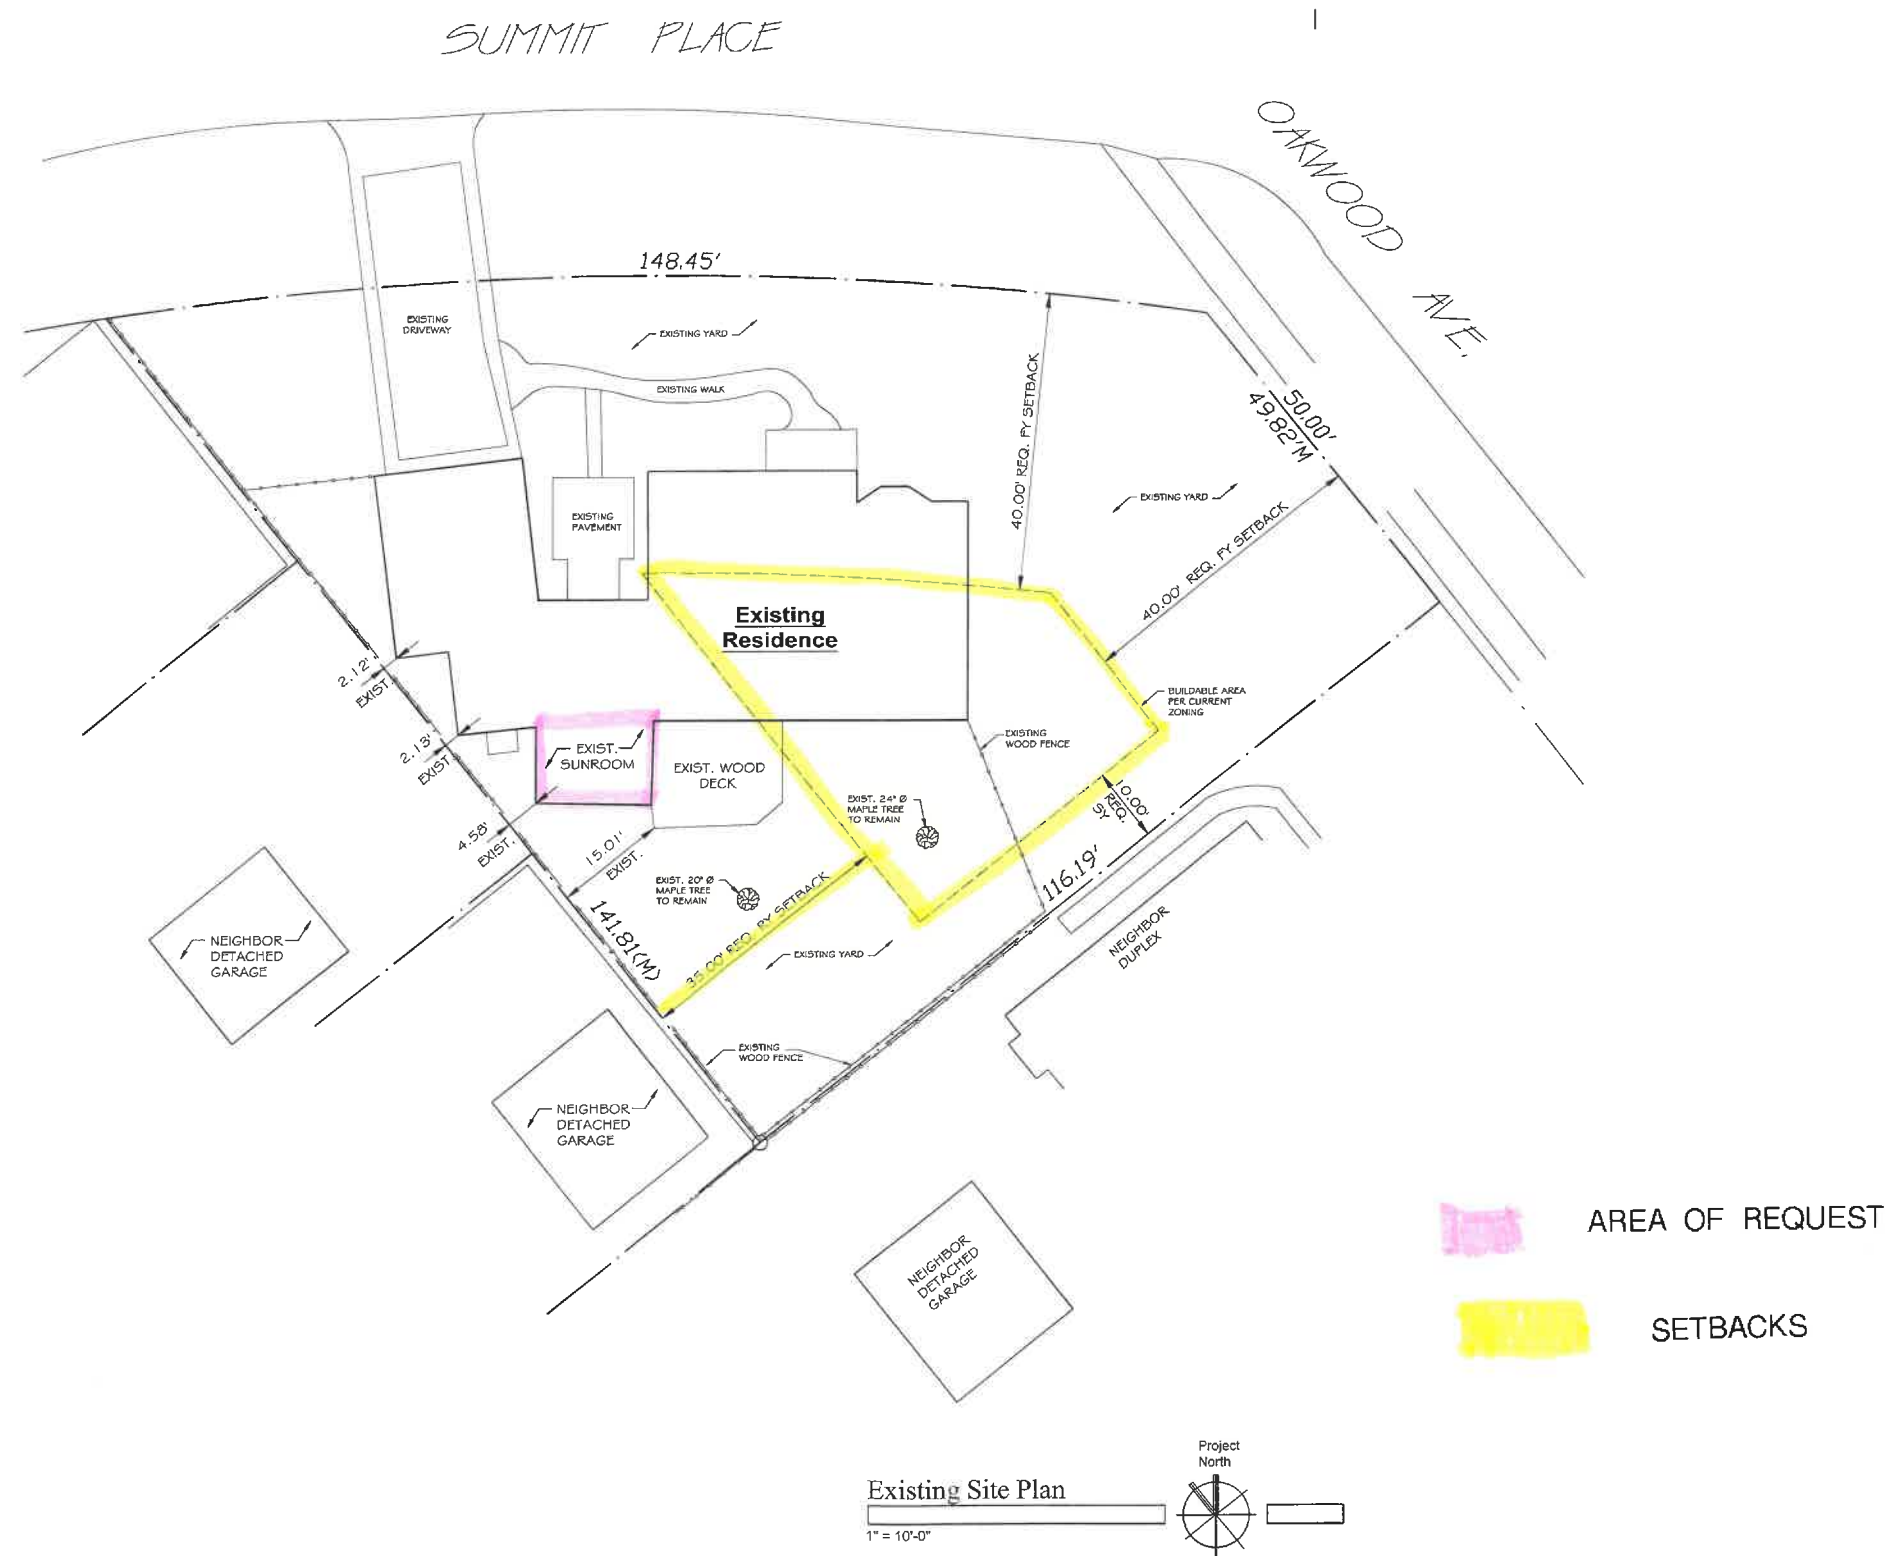 SUMMIT PLACE
OAKWOOD AVE.
148.45'
EXISTING
DRIVEWAY
EXISTING YARD
EXISTING WALK
40.00' REQ. FY SETBACK
50.00'
49.82'M
EXISTING YARD
40.00' REQ. FY SETBACK
EXISTING
PAVEMENT
Existing
Residence
2.12'
EXIST.
2.13'
EXIST.
BUILDABLE AREA
PER CURRENT
ZONING
EXISTING
WOOD FENCE
EXIST.
SUNROOM
EXIST. WOOD
DECK
EXIST. 24" Ø
MAPLE TREE
TO REMAIN
10.00'
REQ.
SY
4.58'
EXIST.
15.01'
EXIST.
EXIST. 20" Ø
MAPLE TREE
TO REMAIN
35.00' REQ. RY SETBACK
116.19'
141.81(M)
NEIGHBOR
DUPLEX
EXISTING YARD
NEIGHBOR
DETACHED
GARAGE
EXISTING
WOOD FENCE
NEIGHBOR
DETACHED
GARAGE
NEIGHBOR
DETACHED
GARAGE
AREA OF REQUEST
SETBACKS
Project
North
Existing Site Plan
1" = 10'-0"